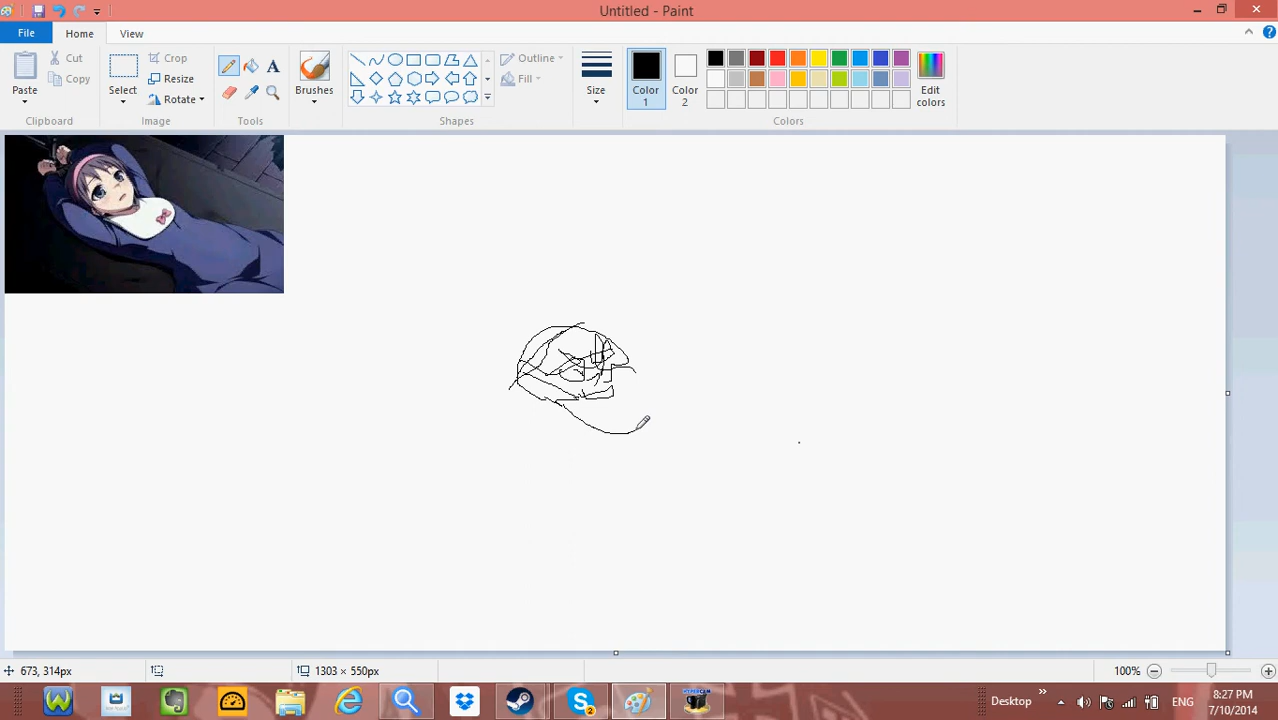 Untitled - Paint
File
Home
View
Paste
Cut
Copy
Clipboard
Select
Crop
Resize
Rotate
Image
A
Tools
Brushes
Outline
Fill
Shapes
Size
Color 1
Color 2
Edit colors
Colors
673, 314px
1303 × 550px
100%
2
HYPERCAM
Desktop
ENG
8:27 PM
7/10/2014